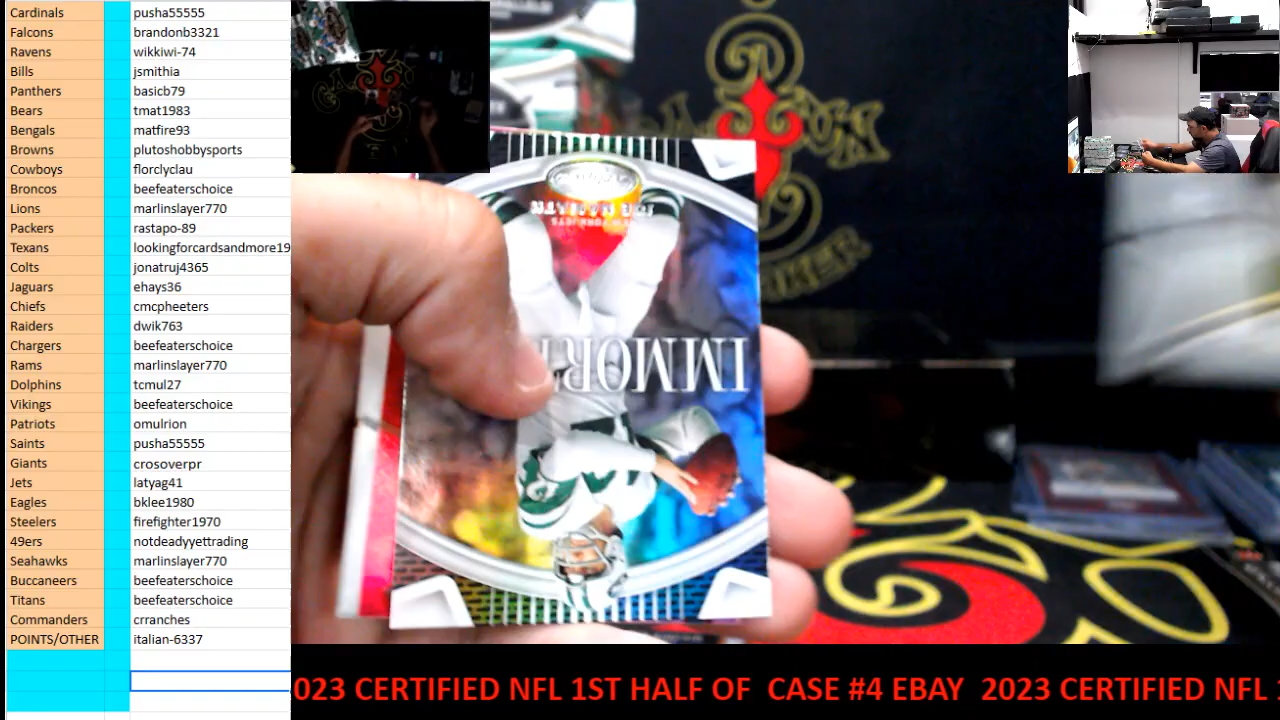 Cardinals pusha55555
Falcons brandonb3321
Ravens wikkiwi-74
Bills jsmithia
Panthers basicb79
Bears tmat1983
Bengals matfire93
Browns plutoshobbysports
Cowboys florclyclau
Broncos beefeaterschoice
Lions marlinslayer770
Packers rastapo-89
Texans lookingforcardsandmore19
Colts jonatruj4365
Jaguars ehays36
Chiefs cmcpheeters
Raiders dwik763
Chargers beefeaterschoice
Rams marlinslayer770
Dolphins tcmul27
Vikings beefeaterschoice
Patriots omulrion
Saints pusha55555
Giants crosoverpr
Jets latyag41
Eagles bklee1980
Steelers firefighter1970
49ers notdeadyyettrading
Seahawks marlinslayer770
Buccaneers beefeaterschoice
Titans beefeaterschoice
Commanders crranches
POINTS/OTHER italian-6337
IMMOR
023 CERTIFIED NFL 1ST HALF OF CASE #4 EBAY 2023 CERTIFIED NFL